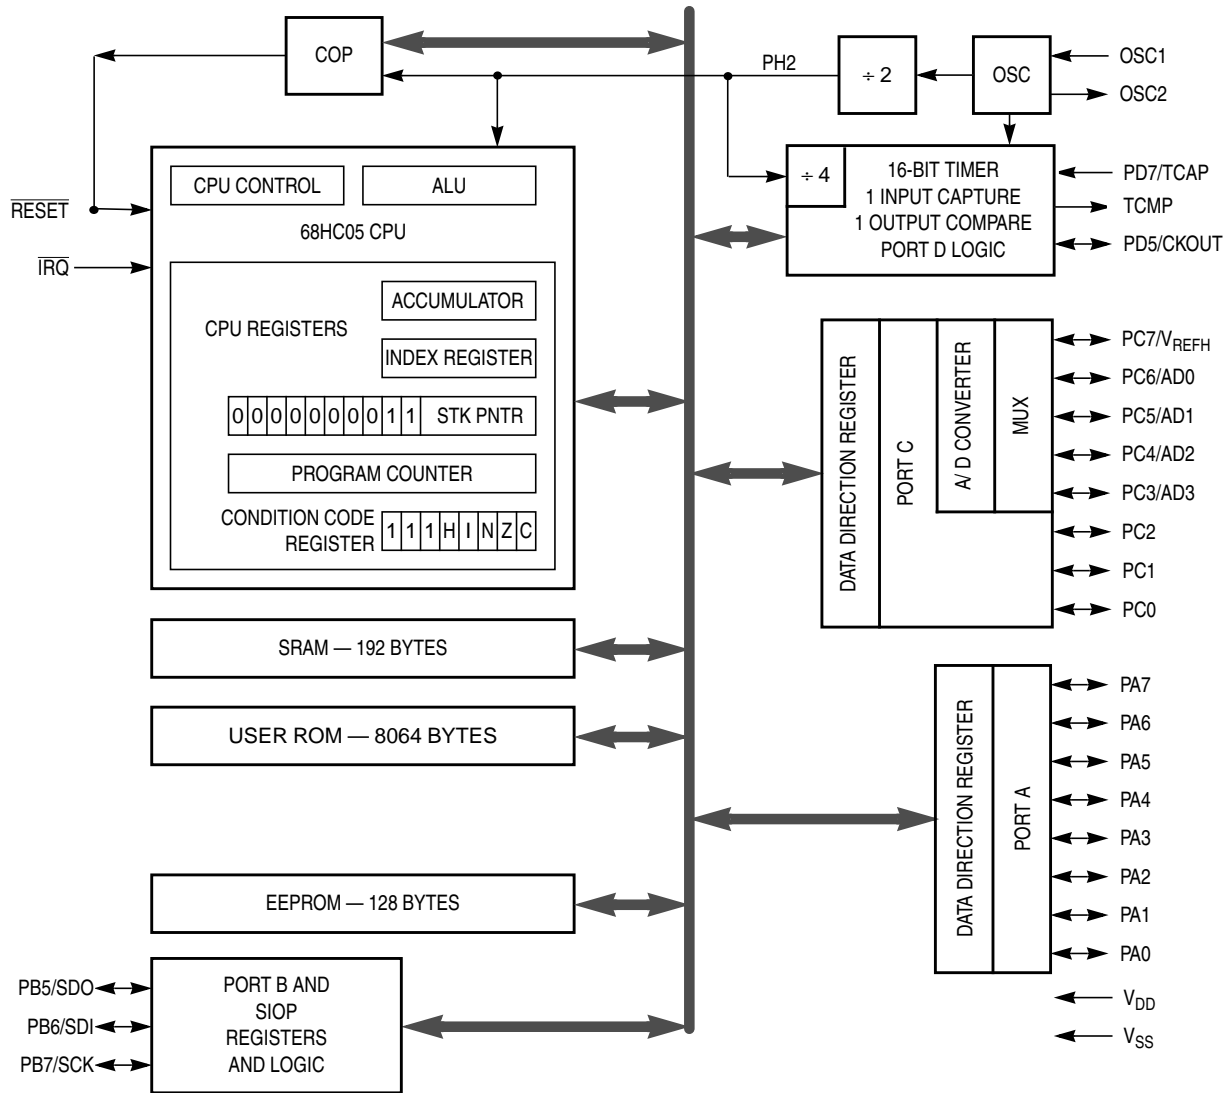 COP
PH2
÷ 2
OSC
OSC1
OSC2
CPU CONTROL
ALU
68HC05 CPU
RESET
IRQ
÷ 4
16-BIT TIMER
1 INPUT CAPTURE
1 OUTPUT COMPARE
PORT D LOGIC
PD7/TCAP
TCMP
PD5/CKOUT
CPU REGISTERS
ACCUMULATOR
INDEX REGISTER
0 0 0 0 0 0 0 0 1 1 STK PNTR
PROGRAM COUNTER
CONDITION CODE
REGISTER
1 1 1 H I N Z C
DATA DIRECTION REGISTER
PORT C
A/ D CONVERTER
MUX
PC7/VREFH
PC6/AD0
PC5/AD1
PC4/AD2
PC3/AD3
PC2
PC1
PC0
SRAM — 192 BYTES
USER ROM — 8064 BYTES
EEPROM — 128 BYTES
DATA DIRECTION REGISTER
PORT A
PA7
PA6
PA5
PA4
PA3
PA2
PA1
PA0
PB5/SDO
PB6/SDI
PB7/SCK
PORT B AND
SIOP
REGISTERS
AND LOGIC
VDD
VSS